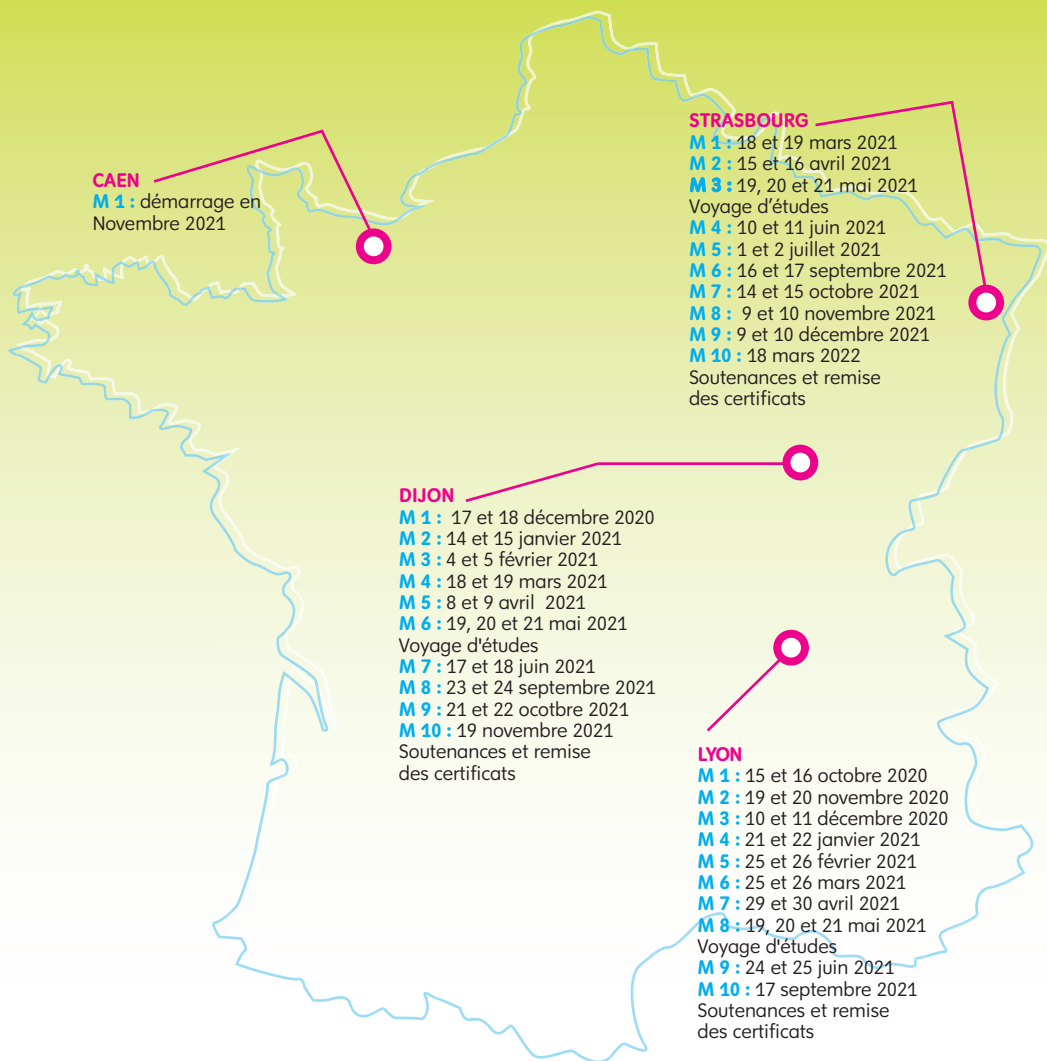 CAEN
M 1 : démarrage en
Novembre 2021
STRASBOURG
M 1 : 18 et 19 mars 2021
M 2 : 15 et 16 avril 2021
M 3 : 19, 20 et 21 mai 2021
Voyage d’études
M 4 : 10 et 11 juin 2021
M 5 : 1 et 2 juillet 2021
M 6 : 16 et 17 septembre 2021
M 7 : 14 et 15 octobre 2021
M 8 : 9 et 10 novembre 2021
M 9 : 9 et 10 décembre 2021
M 10 : 18 mars 2022
Soutenances et remise
des certificats
DIJON
M 1 : 17 et 18 décembre 2020
M 2 : 14 et 15 janvier 2021
M 3 : 4 et 5 février 2021
M 4 : 18 et 19 mars 2021
M 5 : 8 et 9 avril 2021
M 6 : 19, 20 et 21 mai 2021
Voyage d'études
M 7 : 17 et 18 juin 2021
M 8 : 23 et 24 septembre 2021
M 9 : 21 et 22 ocotbre 2021
M 10 : 19 novembre 2021
Soutenances et remise
des certificats
LYON
M 1 : 15 et 16 octobre 2020
M 2 : 19 et 20 novembre 2020
M 3 : 10 et 11 décembre 2020
M 4 : 21 et 22 janvier 2021
M 5 : 25 et 26 février 2021
M 6 : 25 et 26 mars 2021
M 7 : 29 et 30 avril 2021
M 8 : 19, 20 et 21 mai 2021
Voyage d'études
M 9 : 24 et 25 juin 2021
M 10 : 17 septembre 2021
Soutenances et remise
des certificats